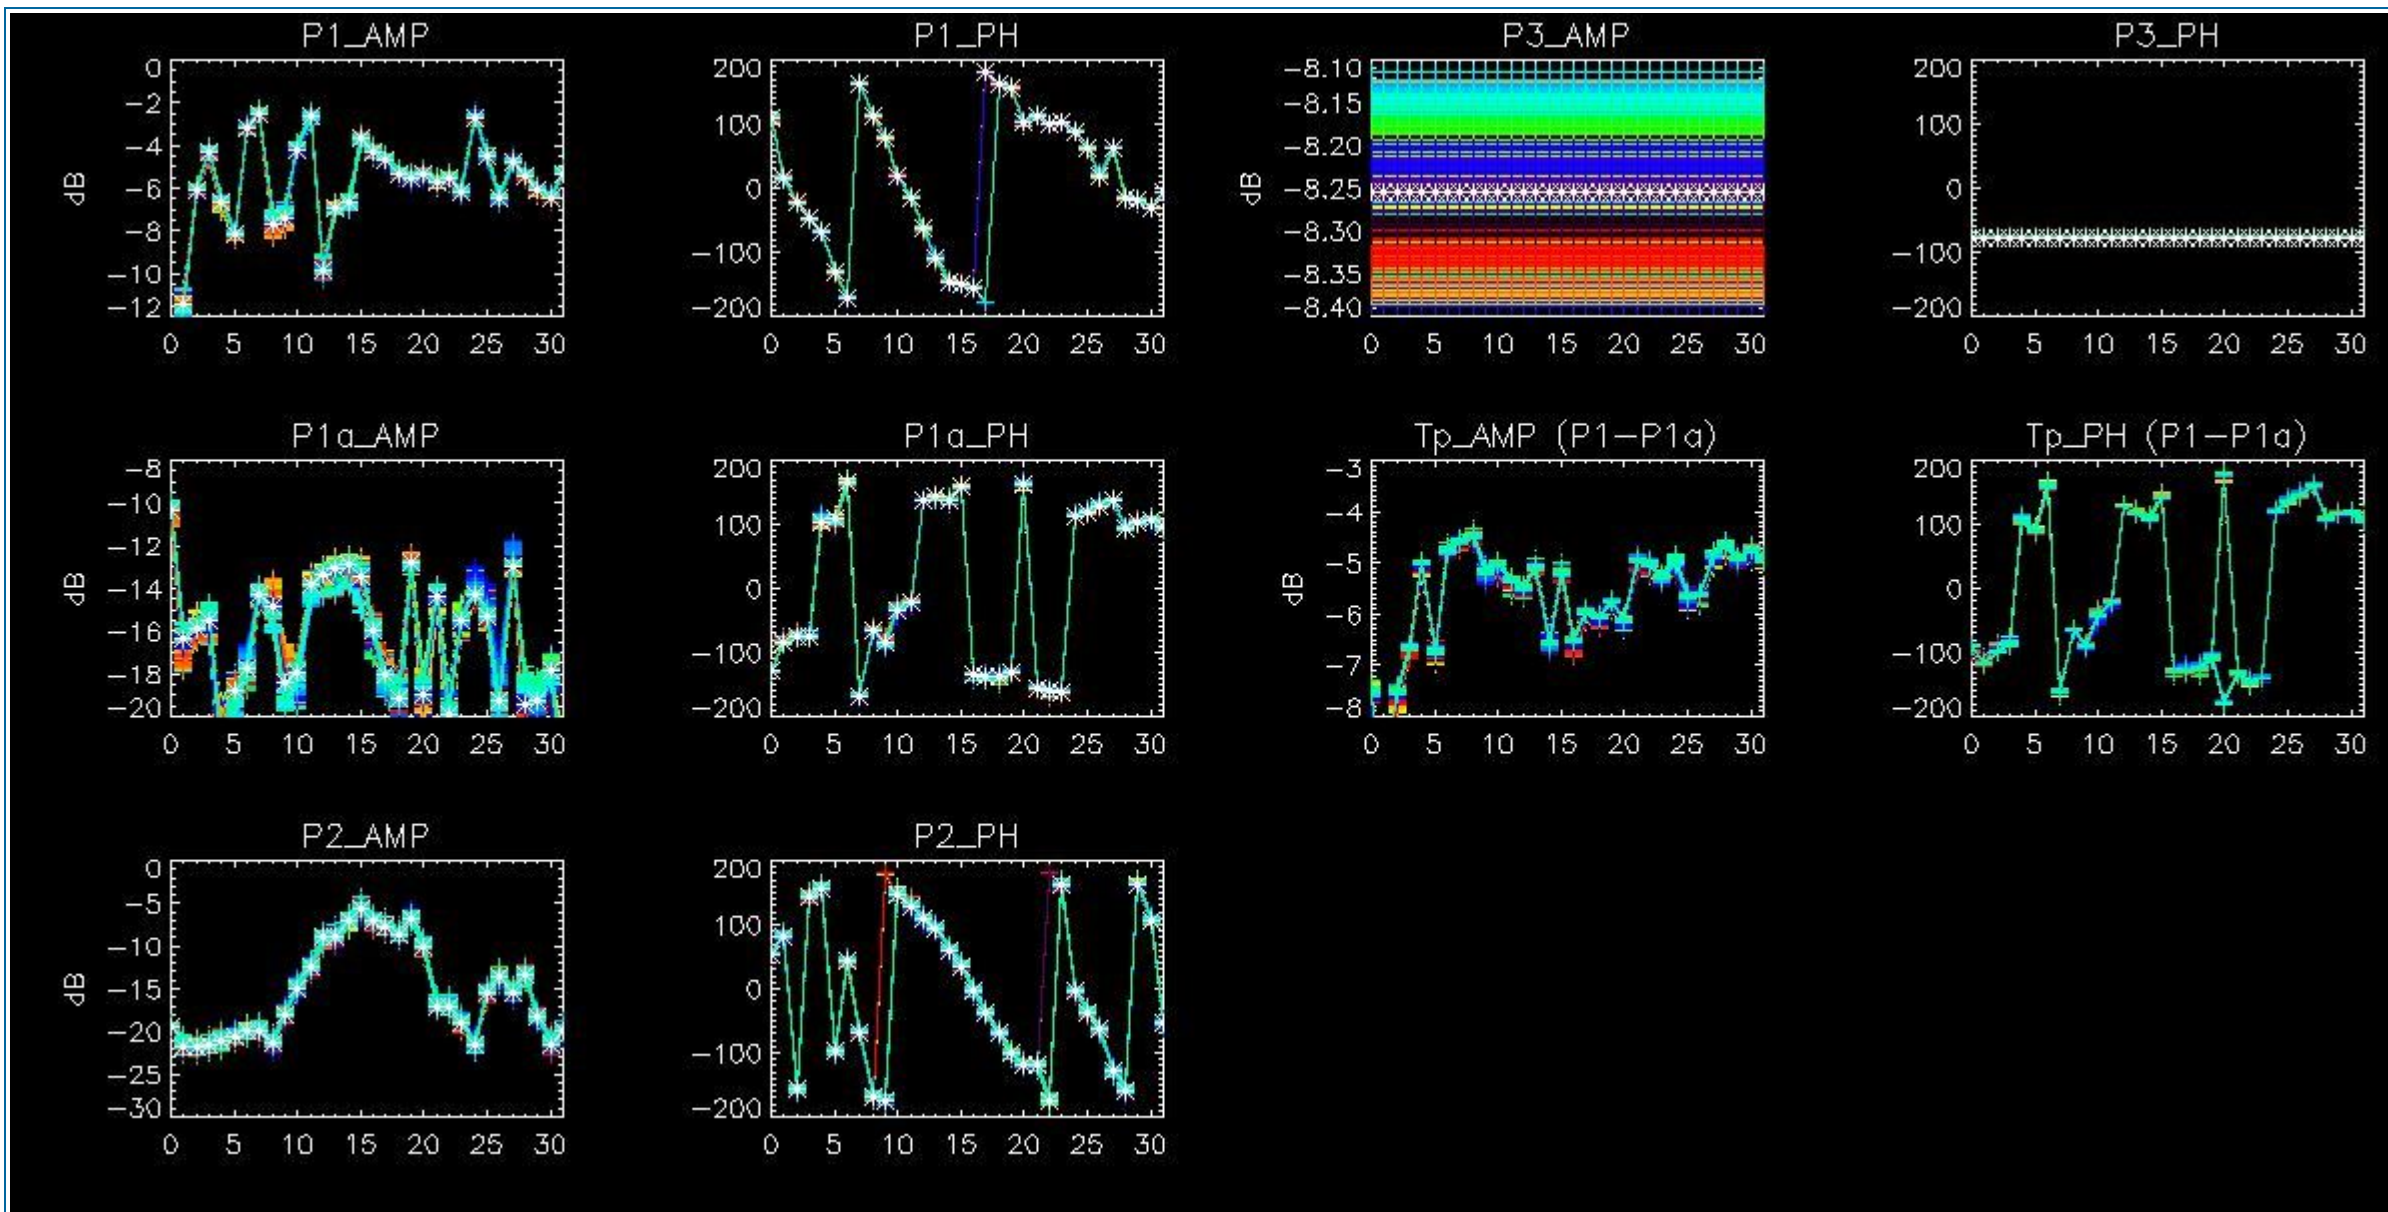 P1_AMP P1_PH P3_AMP P3_PH
0 200 -8.10 200
-2 100 -8.15 100
-4 0 -8.20 0
-6 -100 -8.25 -100
-8 -200 -8.30 -200
-10 -8.35
-12 -8.40
dB dB
0 5 10 15 20 25 30 0 5 10 15 20 25 30 0 5 10 15 20 25 30 0 5 10 15 20 25 30
P1a_AMP P1a_PH Tp_AMP (P1-P1a) Tp_PH (P1-P1a)
-8 200 -3 200
-10 100 -4 100
-12 0 -5 0
-14 -100 -6 -100
-16 -200 -7 -200
-18 -8
-20
dB dB
0 5 10 15 20 25 30 0 5 10 15 20 25 30 0 5 10 15 20 25 30 0 5 10 15 20 25 30
P2_AMP P2_PH
0 200
-5 100
-10 0
-15 -100
-20 -200
-25
-30
dB
0 5 10 15 20 25 30 0 5 10 15 20 25 30